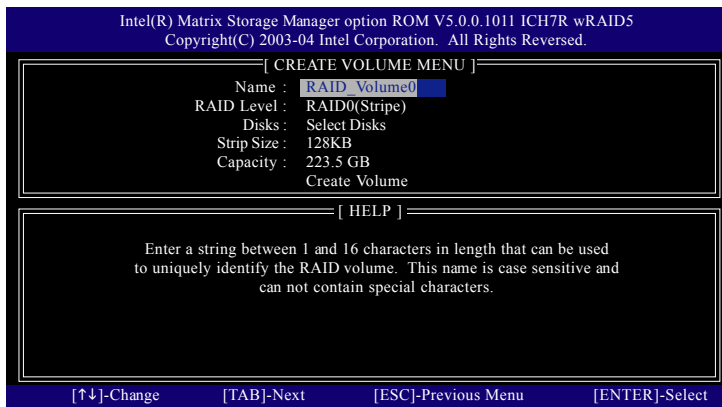 Intel(R) Matrix Storage Manager option ROM V5.0.0.1011 ICH7R wRAID5
Copyright(C) 2003-04 Intel Corporation. All Rights Reversed.
[ CREATE VOLUME MENU ]
Name : RAID_Volume0
RAID Level : RAID0(Stripe)
Disks : Select Disks
Strip Size : 128KB
Capacity : 223.5 GB
Create Volume
[ HELP ]
Enter a string between 1 and 16 characters in length that can be used
to uniquely identify the RAID volume. This name is case sensitive and
can not contain special characters.
[↑↓]-Change [TAB]-Next [ESC]-Previous Menu [ENTER]-Select